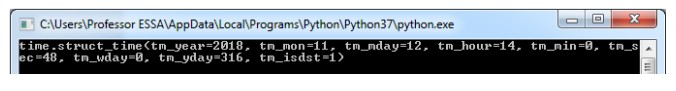 C:\Users\Professor ESSA\AppData\Local\Programs\Python\Python37\python.exe
time.struct_time(tm_year=2018, tm_mon=11, tm_mday=12, tm_hour=14, tm_min=0, tm_s
ec=48, tm_wday=0, tm_yday=316, tm_isdst=1)